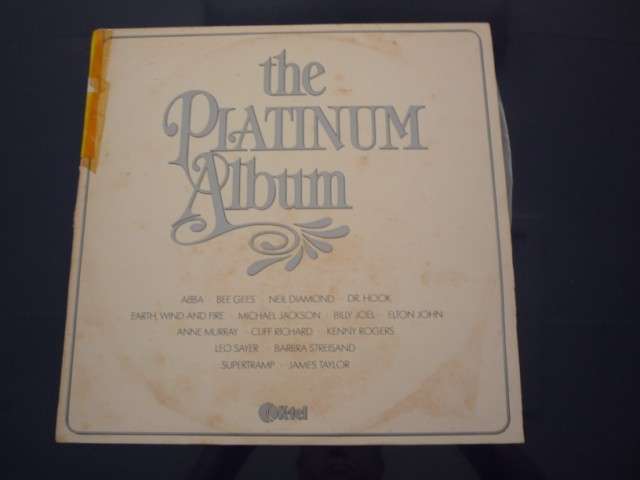 the
PLATINUM
Album
ABBA · BEE GEES · NEIL DIAMOND · DR. HOOK
EARTH, WIND AND FIRE · MICHAEL JACKSON · BILLY JOEL · ELTON JOHN
ANNE MURRAY · CLIFF RICHARD · KENNY ROGERS
LEO SAYER · BARBRA STREISAND
SUPERTRAMP · JAMES TAYLOR
K-tel